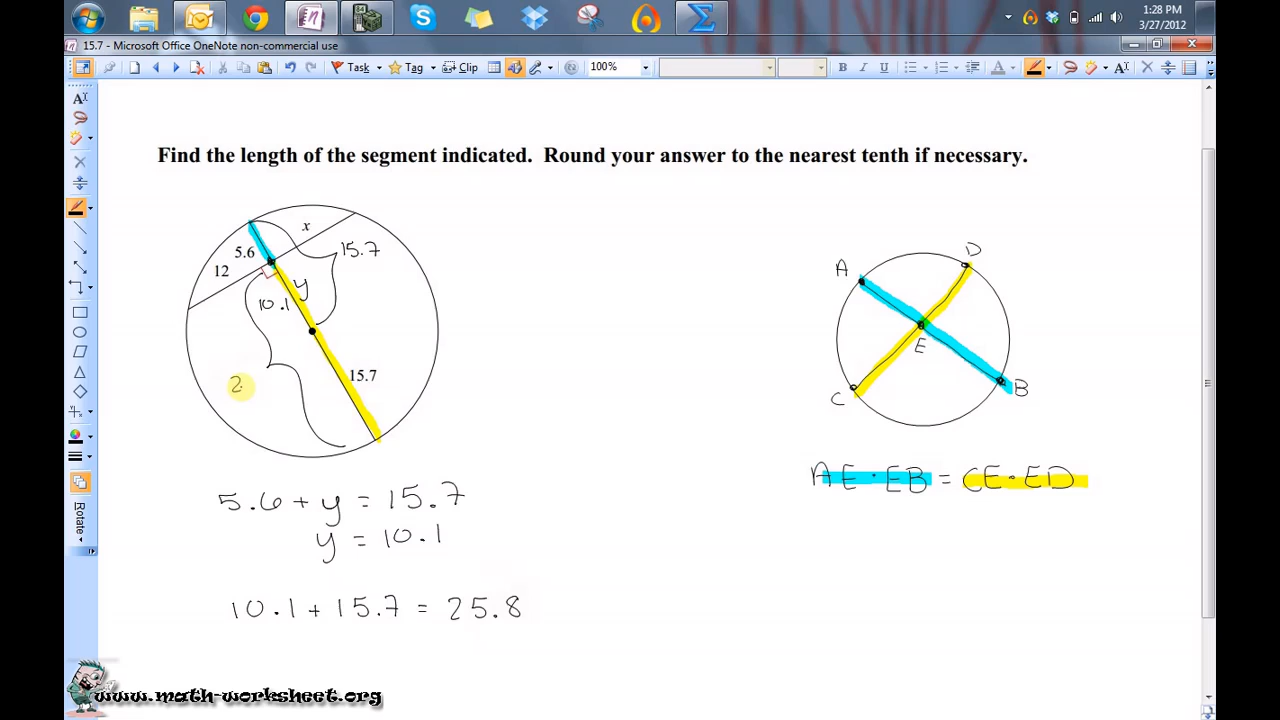 1:28 PM
3/27/2012
15.7 - Microsoft Office OneNote non-commercial use
Task
Tag
Clip
100%
B I U
Find the length of the segment indicated. Round your answer to the nearest tenth if necessary.
x
5.6
15.7
12
y
10.1
15.7
2.
A
D
E
C
B
AE · EB = CE · ED
5.6 + y = 15.7
y = 10.1
10.1 + 15.7 = 25.8
Rotate
www.math-worksheet.org